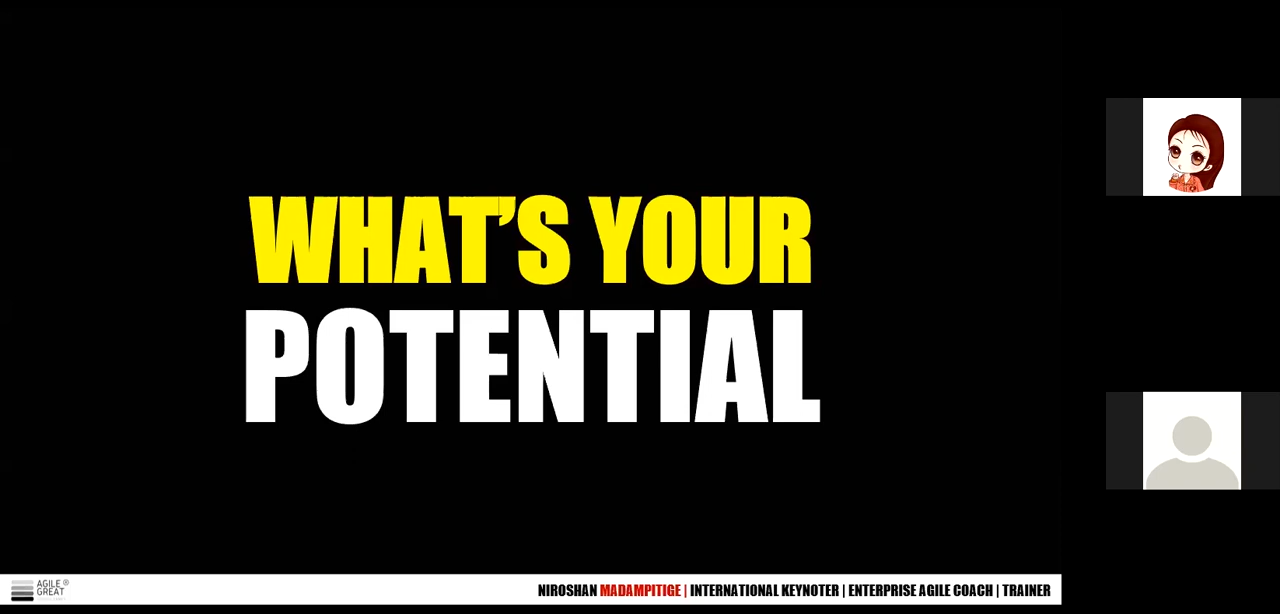 WHAT'S YOUR
POTENTIAL
AGILE ®
GREAT
NIROSHAN MADAMPITIGE | INTERNATIONAL KEYNOTER | ENTERPRISE AGILE COACH | TRAINER